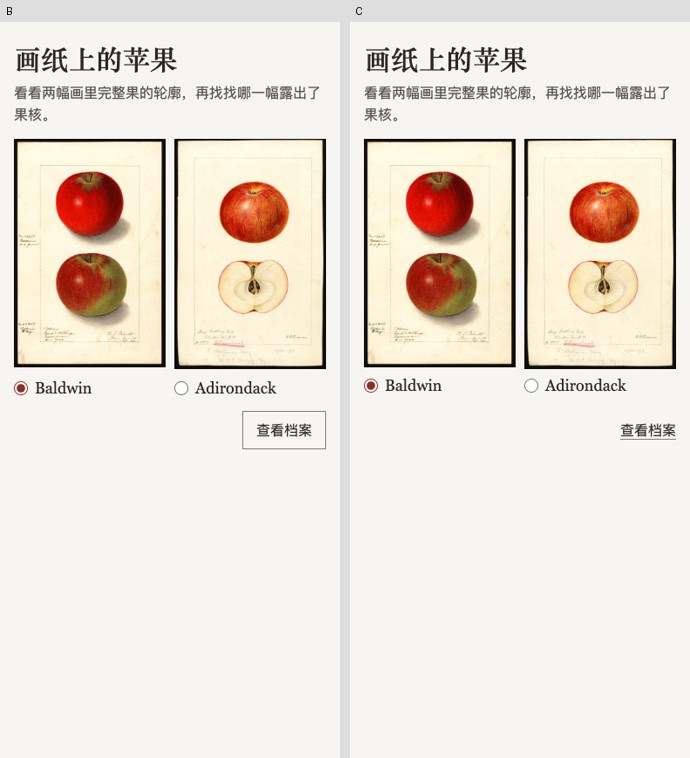 B
画纸上的苹果
看看两幅画里完整果的轮廓，再找找哪一幅露出了
果核。
Baldwin
Adirondack
查看档案
C
画纸上的苹果
看看两幅画里完整果的轮廓，再找找哪一幅露出了
果核。
Baldwin
Adirondack
查看档案